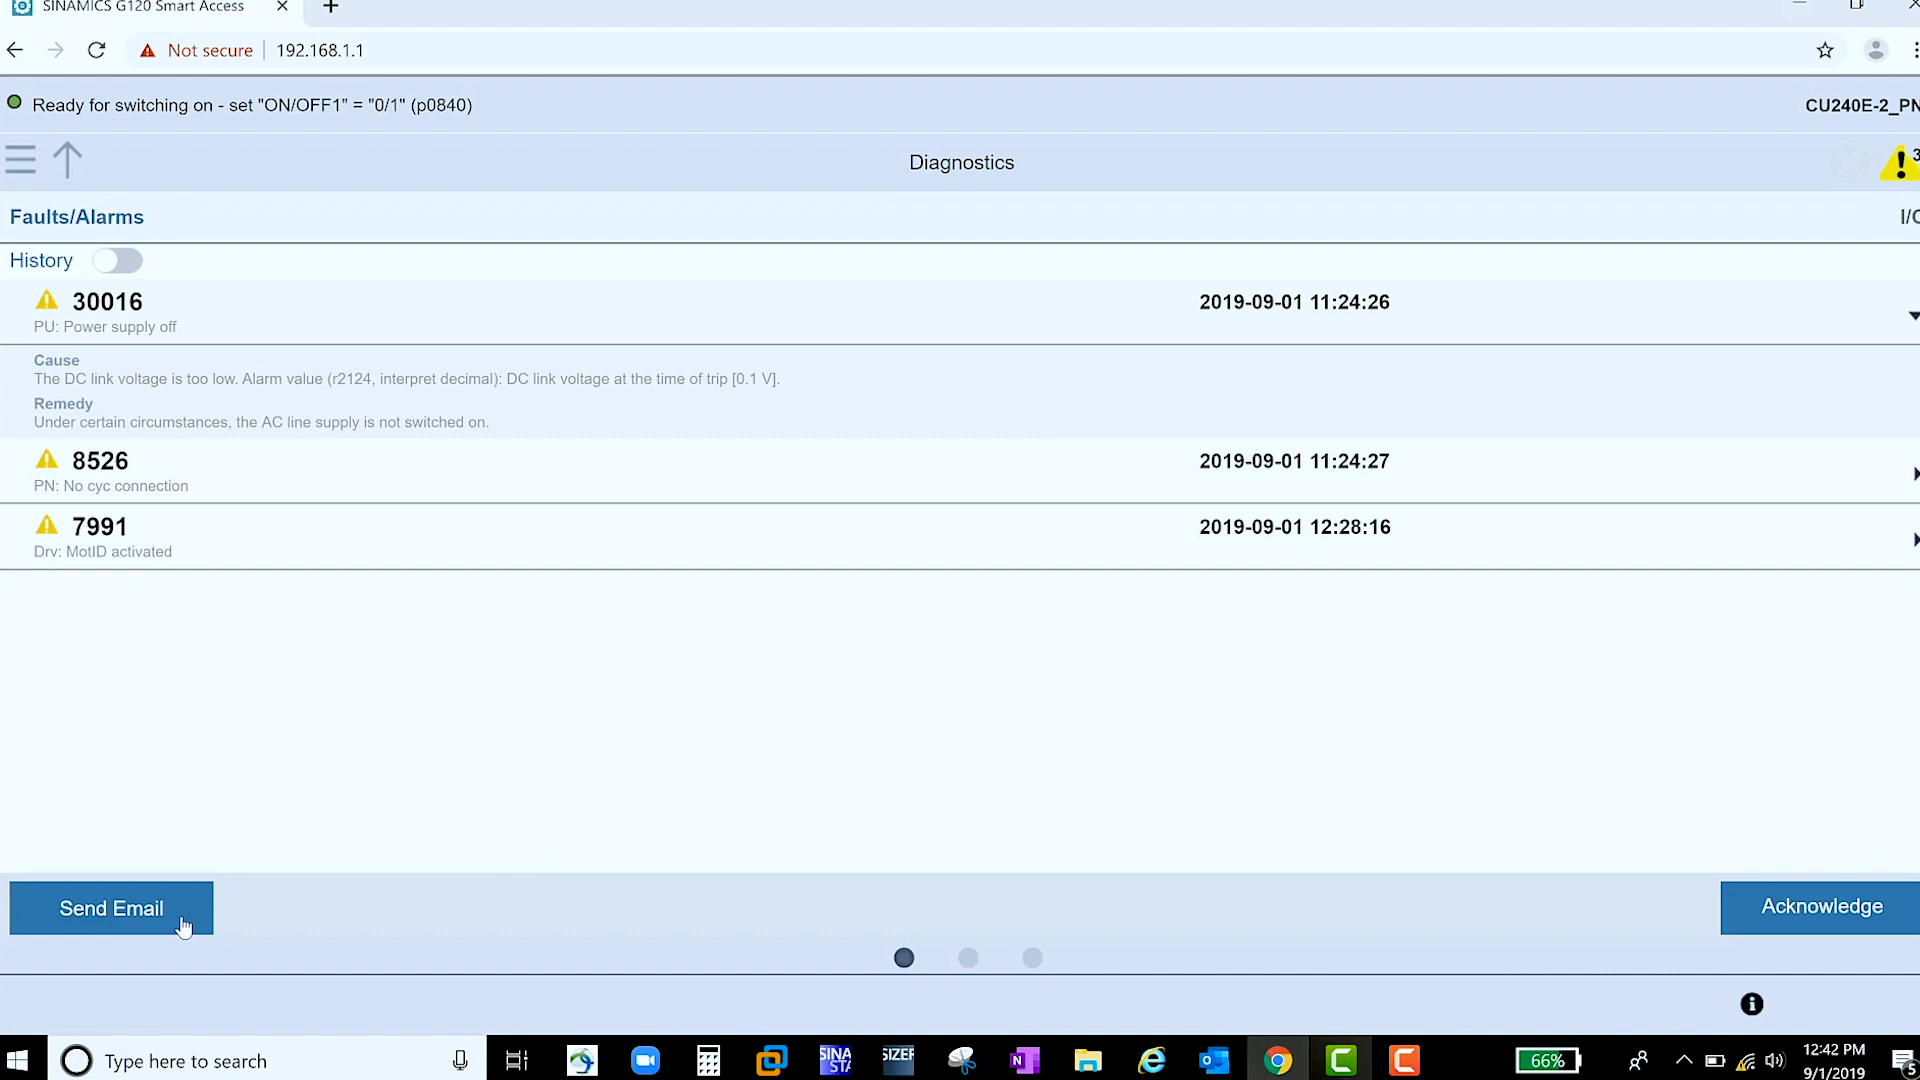 SINAMICS G120 Smart Access
Not secure 192.168.1.1
Ready for switching on - set "ON/OFF1" = "0/1" (p0840)
CU240E-2_PN
Diagnostics
3
Faults/Alarms
I/O
History
30016
2019-09-01 11:24:26
PU: Power supply off
Cause
The DC link voltage is too low. Alarm value (r2124, interpret decimal): DC link voltage at the time of trip [0.1 V].
Remedy
Under certain circumstances, the AC line supply is not switched on.
8526
2019-09-01 11:24:27
PN: No cyc connection
7991
2019-09-01 12:28:16
Drv: MotID activated
Send Email
Acknowledge
Type here to search
SINA
STA
SIZER
66%
12:42 PM
9/1/2019
5